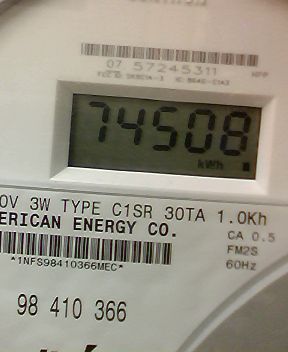 07 57245311
74508
kWh
0V 3W TYPE C1SR 30TA 1.0Kh
ERICAN ENERGY CO.
CA 0.5
FM2S
*1NFS98410366MEC*
60Hz
98 410 366